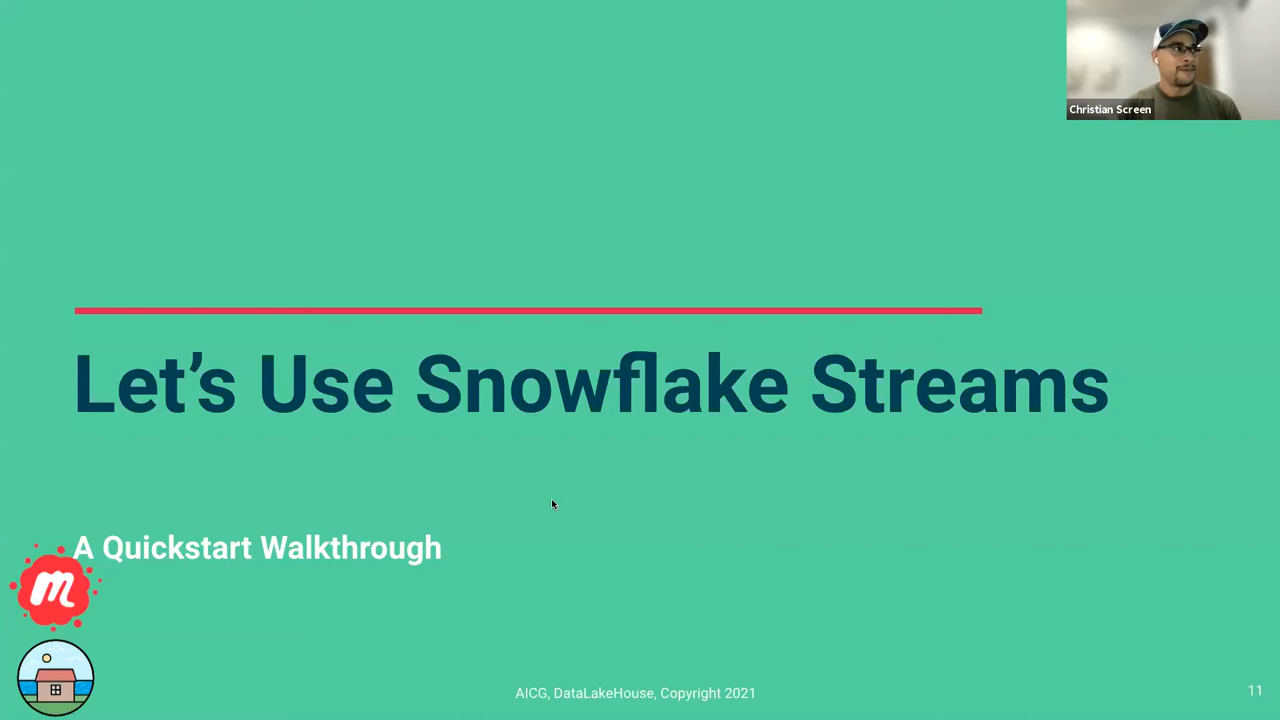 Christian Screen
Let’s Use Snowflake Streams
A Quickstart Walkthrough
m
AICG, DataLakeHouse, Copyright 2021
11